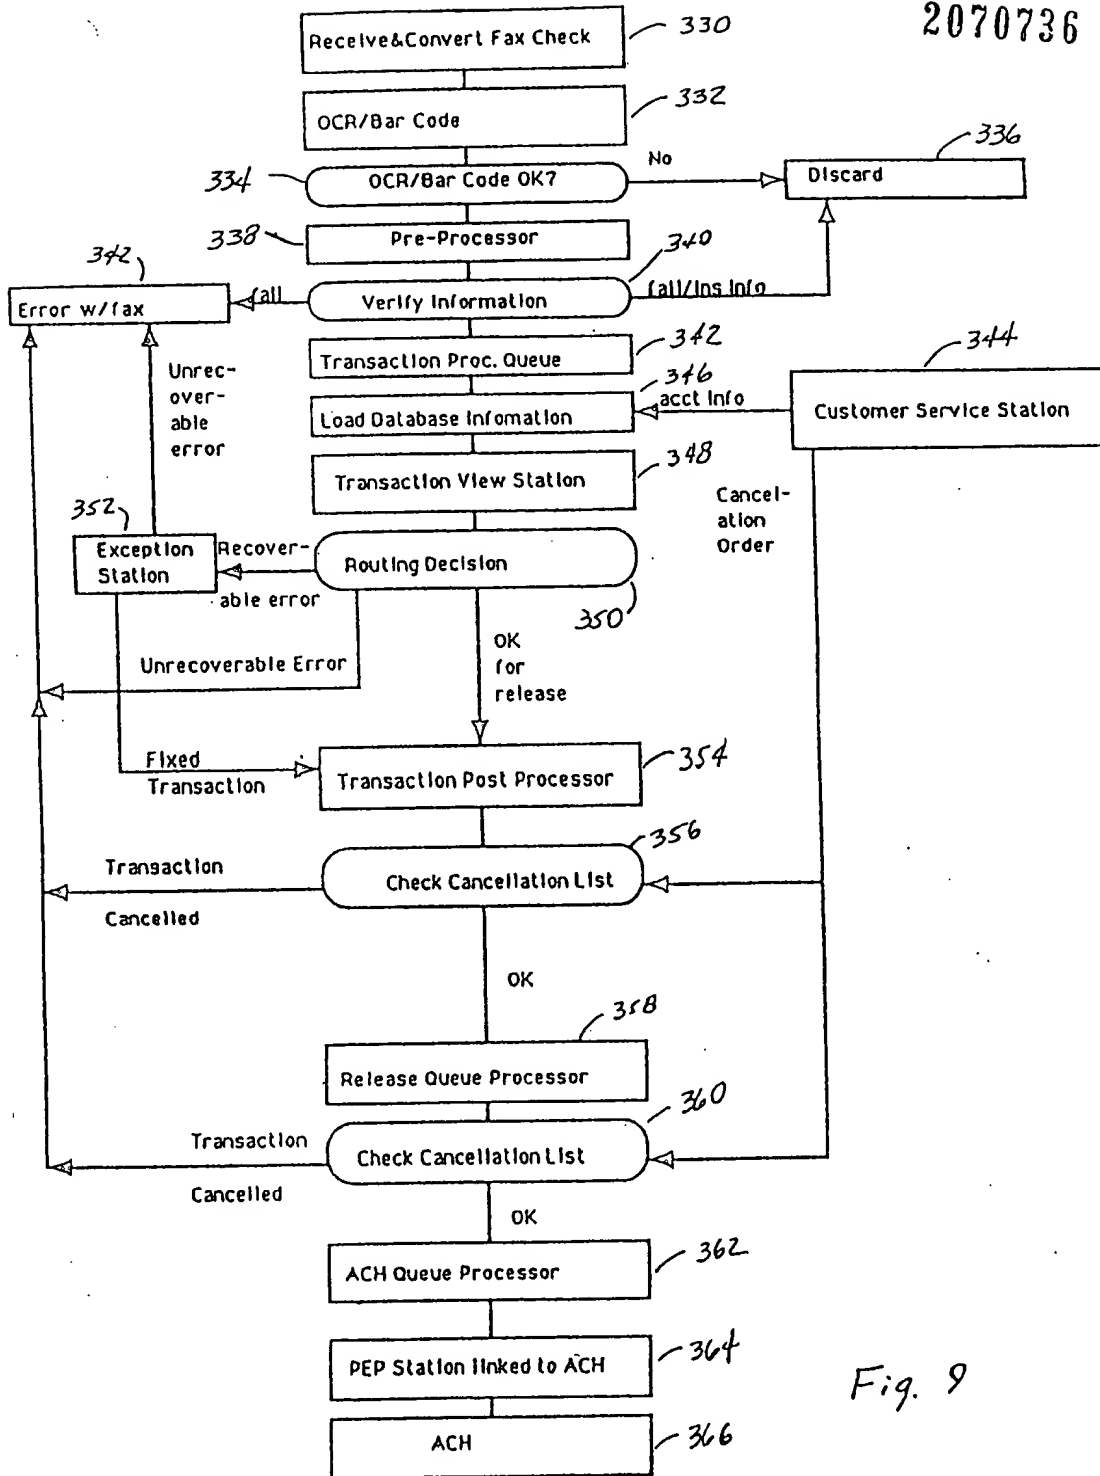 2070736
Receive&Convert Fax Check
330
OCR/Bar Code
332
334
OCR/Bar Code OK?
No
336
Discard
338
Pre-Processor
342
340
Error w/fax
fail
Verify Information
fail/ins info
Transaction Proc. Queue
342
344
Unrec-
over-
able
error
Load Database Infomation
346
acct Info
Customer Service Station
Transaction View Station
348
Cancel-
ation
Order
352
Exception
Station
Recover-
able error
Routing Decision
350
Unrecoverable Error
OK
for
release
Fixed
Transaction
Transaction Post Processor
354
356
Transaction
Cancelled
Check Cancellation List
OK
358
Release Queue Processor
360
Transaction
Cancelled
Check Cancellation List
OK
ACH Queue Processor
362
PEP Station linked to ACH
364
ACH
366
Fig. 9